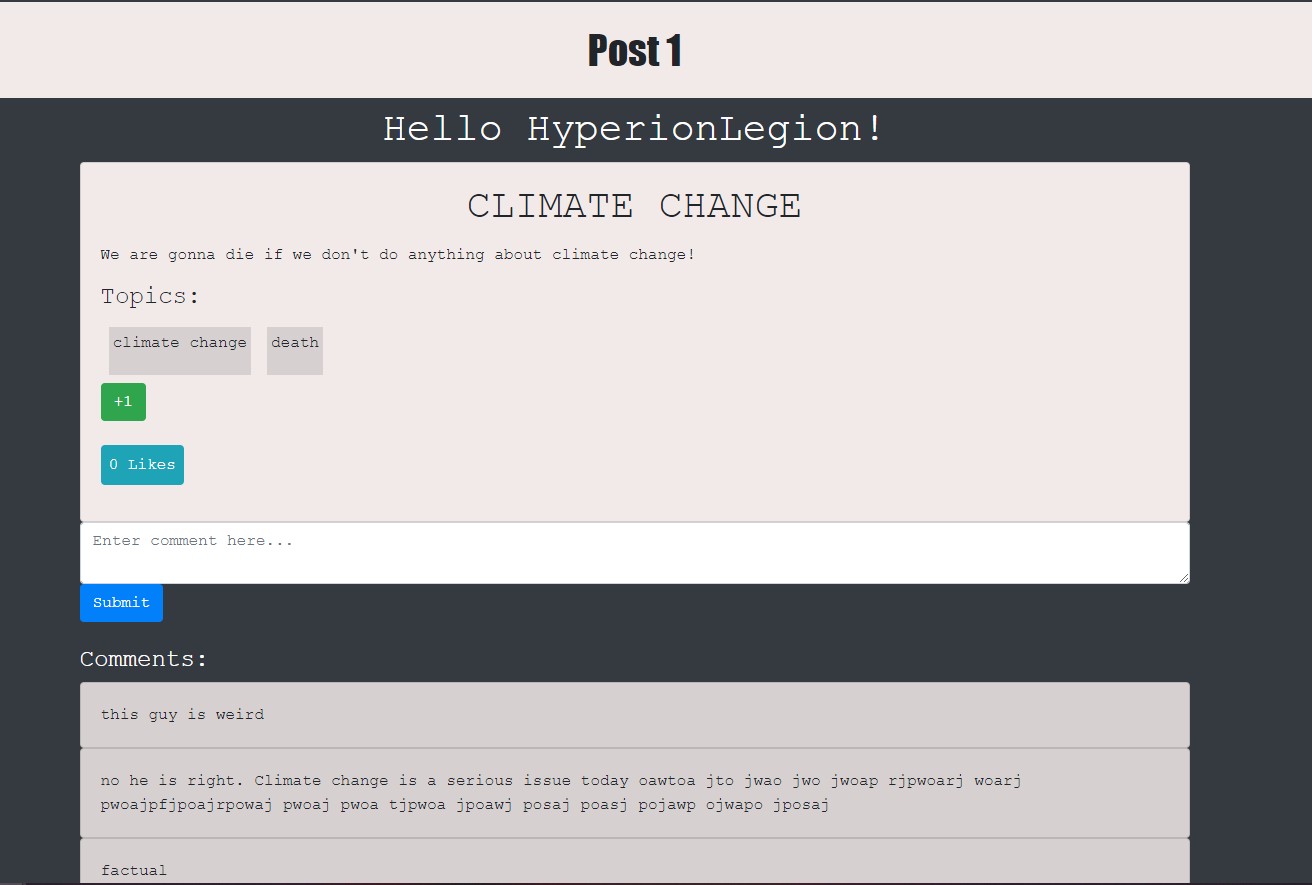 Post 1
Hello HyperionLegion!
CLIMATE CHANGE
We are gonna die if we don't do anything about climate change!
Topics:
climate change death
+1
0 Likes
Enter comment here...
Submit
Comments:
this guy is weird
no he is right. Climate change is a serious issue today oawtoa jto jwao jwo jwoap rjpwoarj woarj
pwoajpfjpoajrpowaj pwoaj pwoa tjpwoa jpoawj posaj poasj pojawp ojwapo jposaj
factual